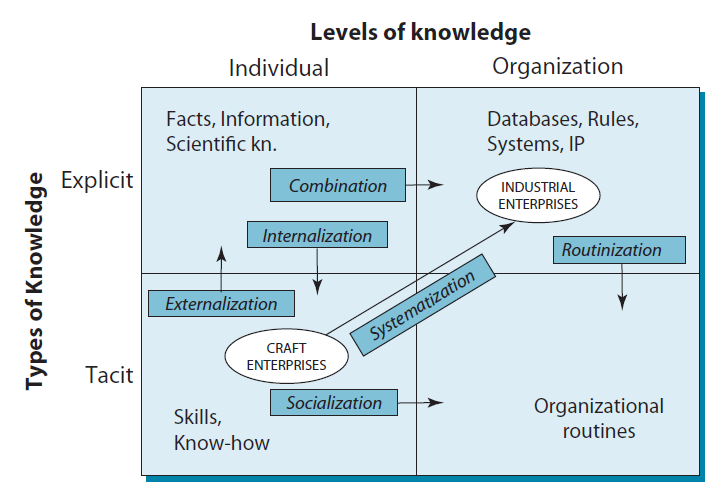 Levels of knowledge
Individual
Organization
Types of Knowledge
Explicit
Facts, Information,
Scientific kn.
Databases, Rules,
Systems, IP
Combination
INDUSTRIAL
ENTERPRISES
Internalization
Routinization
Externalization
Systematization
Tacit
CRAFT
ENTERPRISES
Socialization
Skills,
Know-how
Organizational
routines